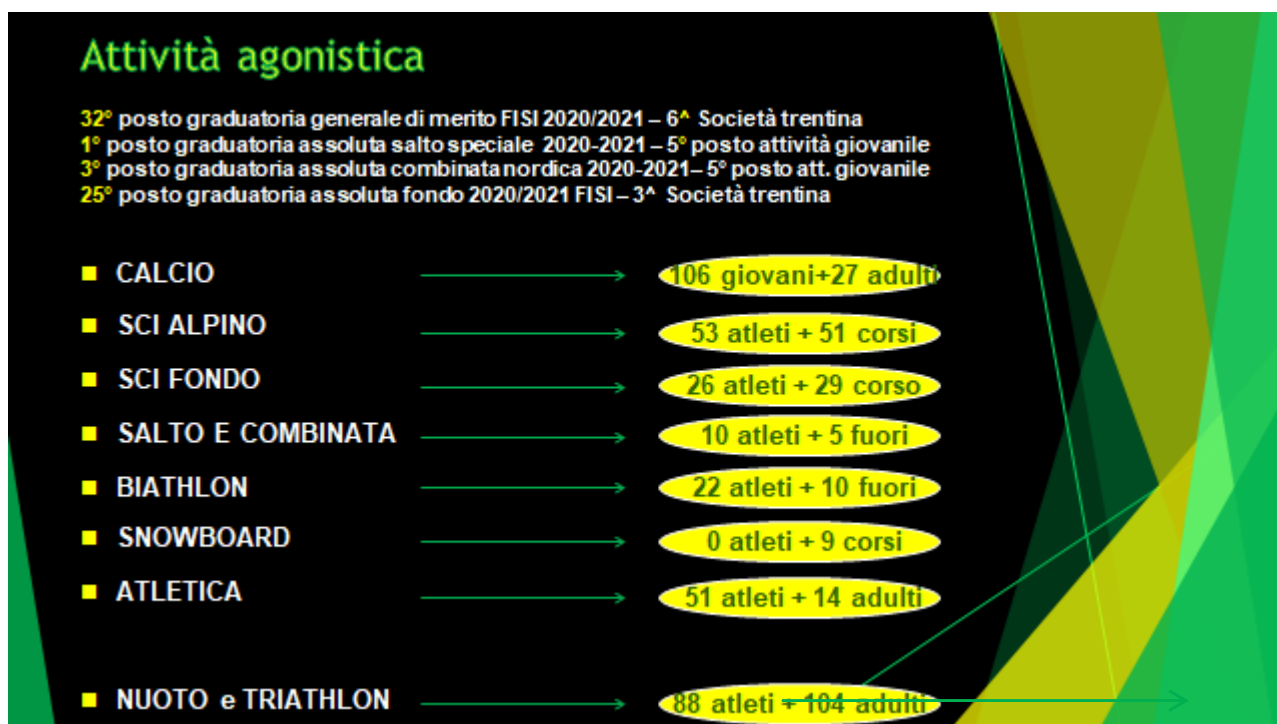 Attività agonistica
32° posto graduatoria generale di merito FISI 2020/2021 – 6^ Società trentina
1° posto graduatoria assoluta salto speciale 2020-2021 – 5° posto attività giovanile
3° posto graduatoria assoluta combinata nordica 2020-2021– 5° posto att. giovanile
25° posto graduatoria assoluta fondo 2020/2021 FISI – 3^ Società trentina
CALCIO 106 giovani+27 adulti
SCI ALPINO 53 atleti + 51 corsi
SCI FONDO 26 atleti + 29 corso
SALTO E COMBINATA 10 atleti + 5 fuori
BIATHLON 22 atleti + 10 fuori
SNOWBOARD 0 atleti + 9 corsi
ATLETICA 51 atleti + 14 adulti
NUOTO e TRIATHLON 88 atleti + 104 adulti